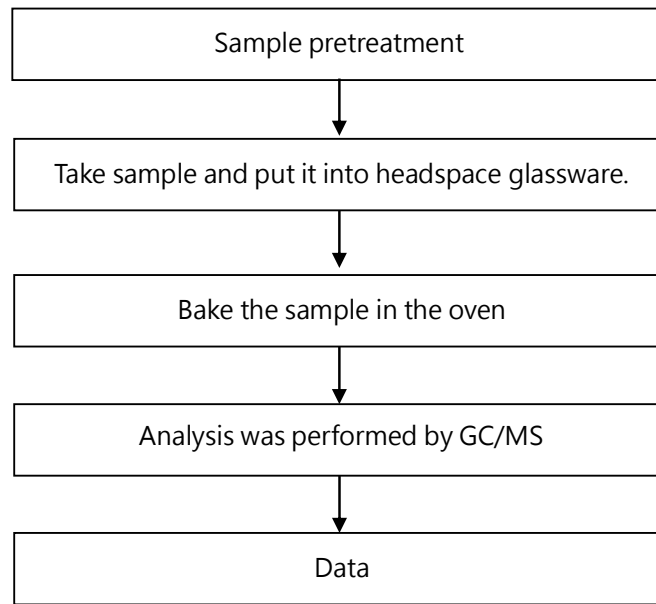 Sample pretreatment
Take sample and put it into headspace glassware.
Bake the sample in the oven
Analysis was performed by GC/MS
Data